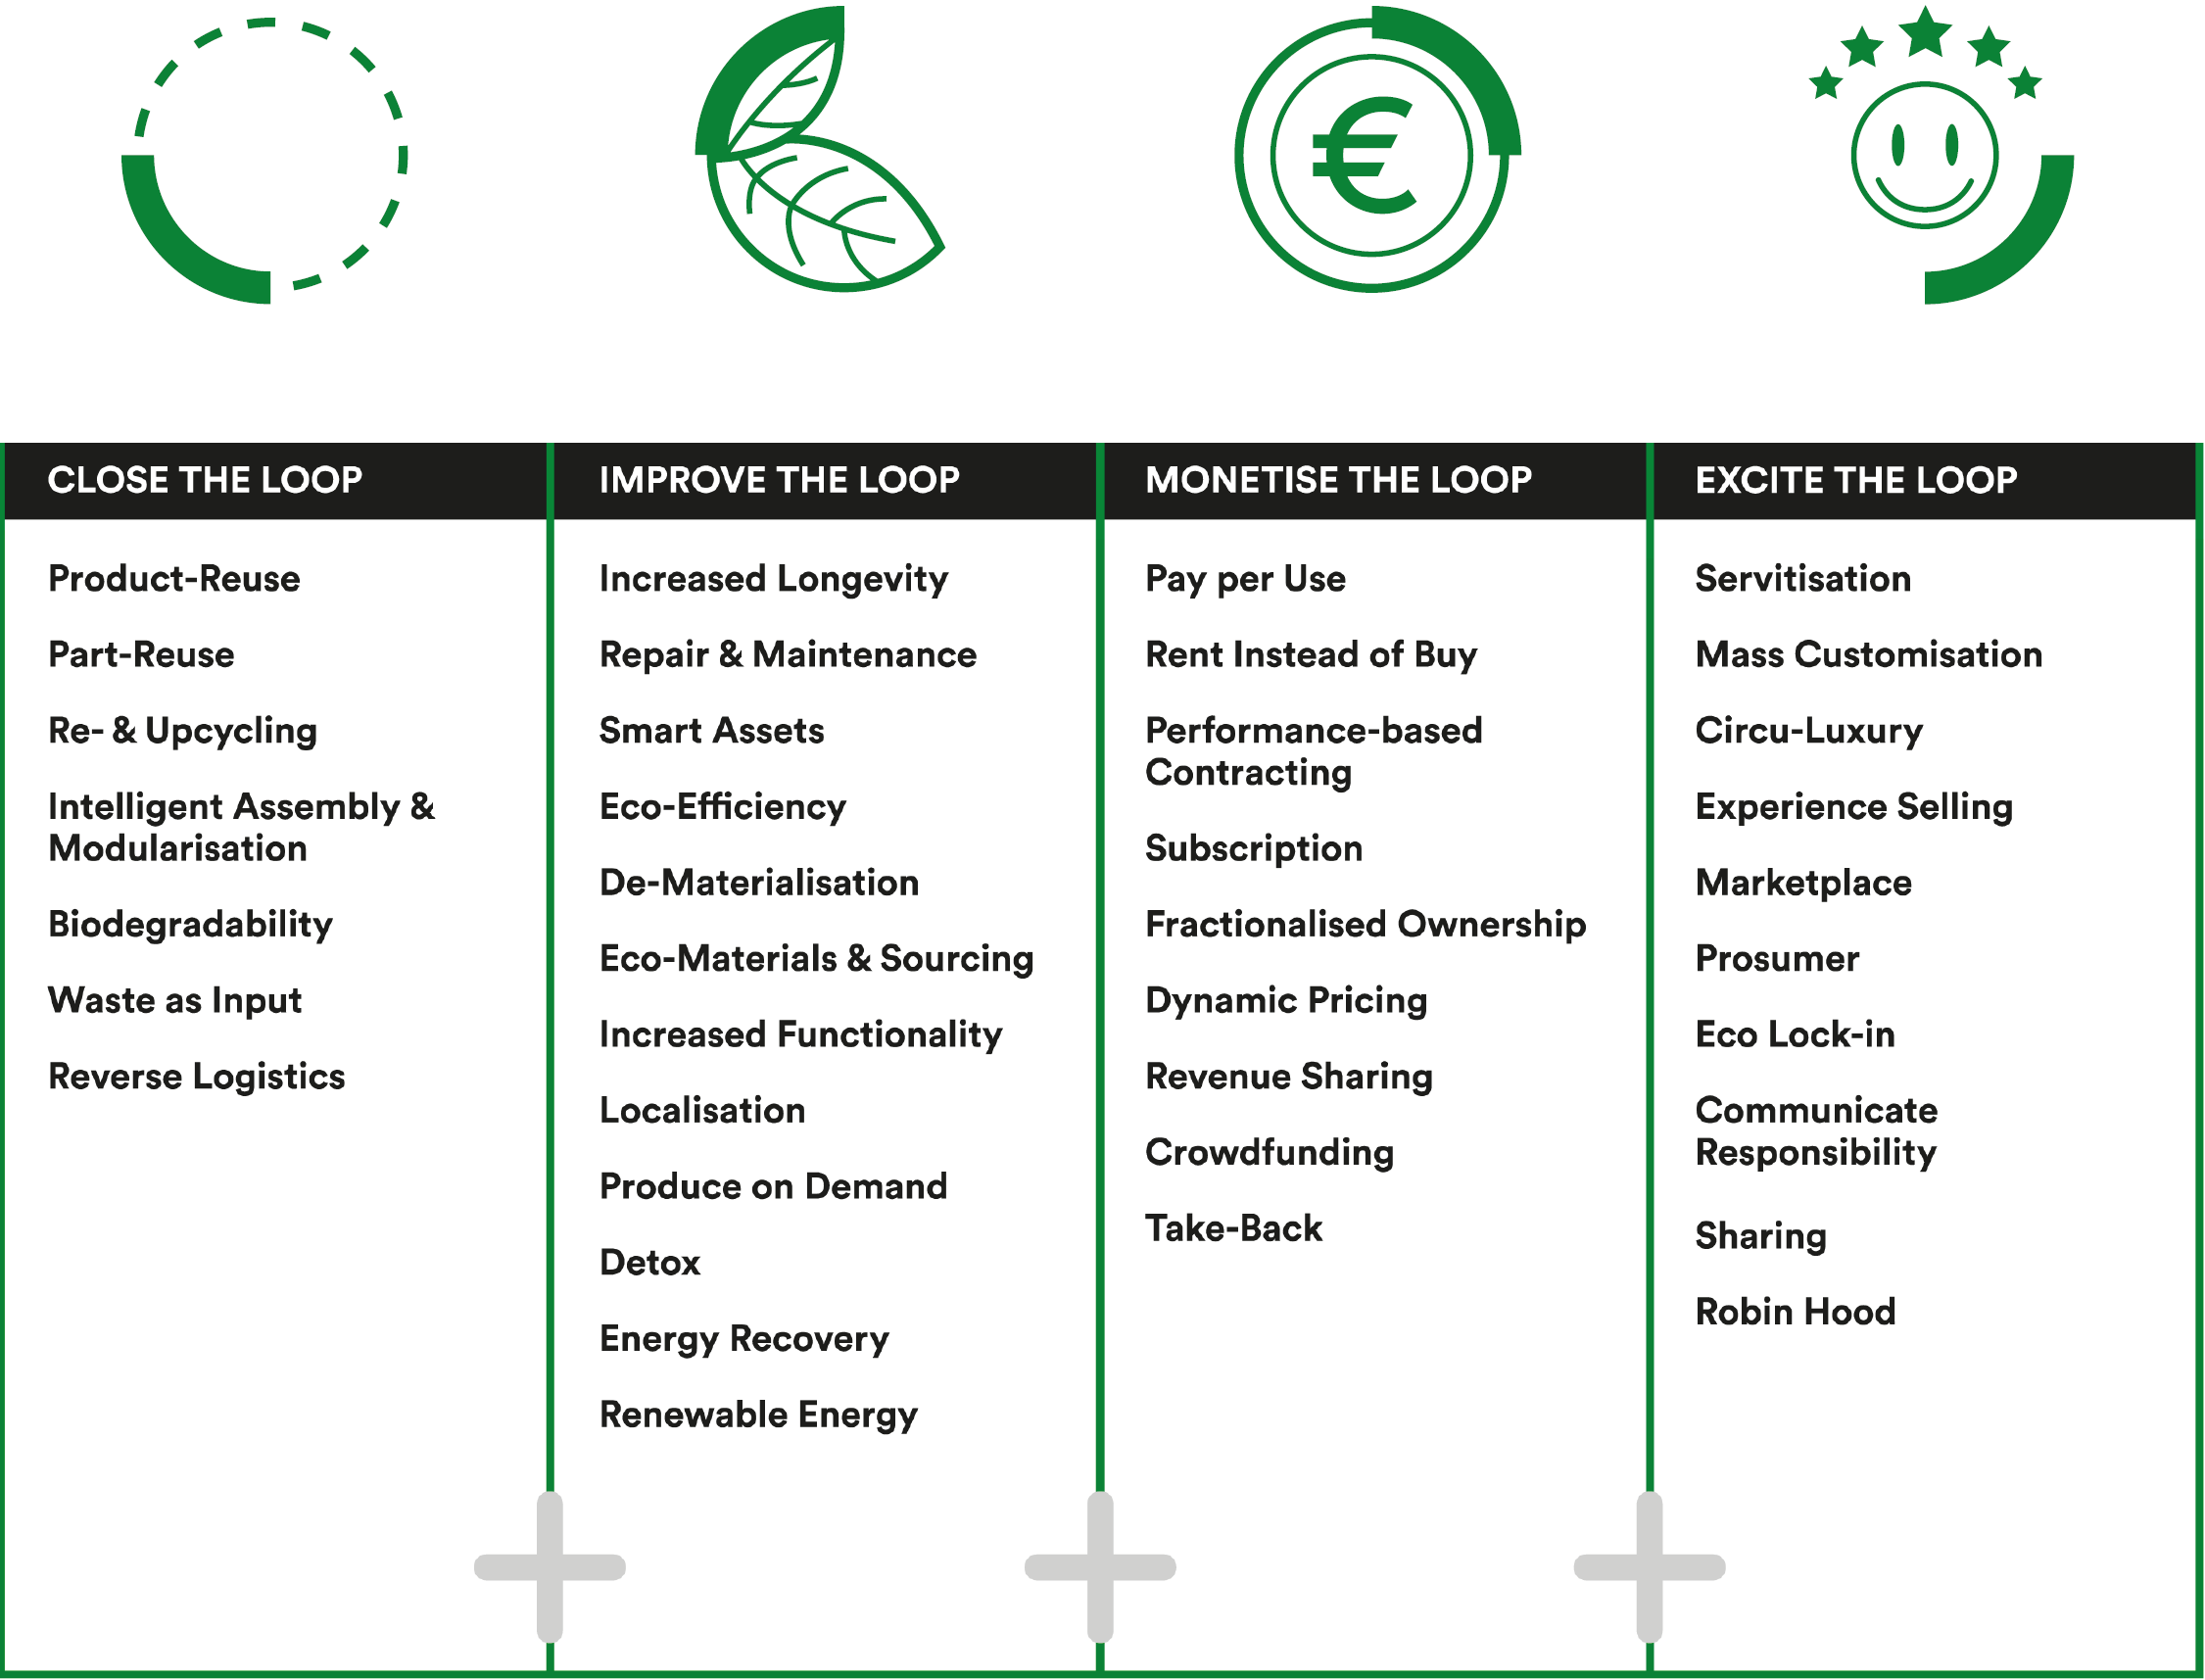 €
CLOSE THE LOOP
Product-Reuse
Part-Reuse
Re- & Upcycling
Intelligent Assembly &
Modularisation
Biodegradability
Waste as Input
Reverse Logistics
IMPROVE THE LOOP
Increased Longevity
Repair & Maintenance
Smart Assets
Eco-Efficiency
De-Materialisation
Eco-Materials & Sourcing
Increased Functionality
Localisation
Produce on Demand
Detox
Energy Recovery
Renewable Energy
MONETISE THE LOOP
Pay per Use
Rent Instead of Buy
Performance-based
Contracting
Subscription
Fractionalised Ownership
Dynamic Pricing
Revenue Sharing
Crowdfunding
Take-Back
EXCITE THE LOOP
Servitisation
Mass Customisation
Circu-Luxury
Experience Selling
Marketplace
Prosumer
Eco Lock-in
Communicate
Responsibility
Sharing
Robin Hood